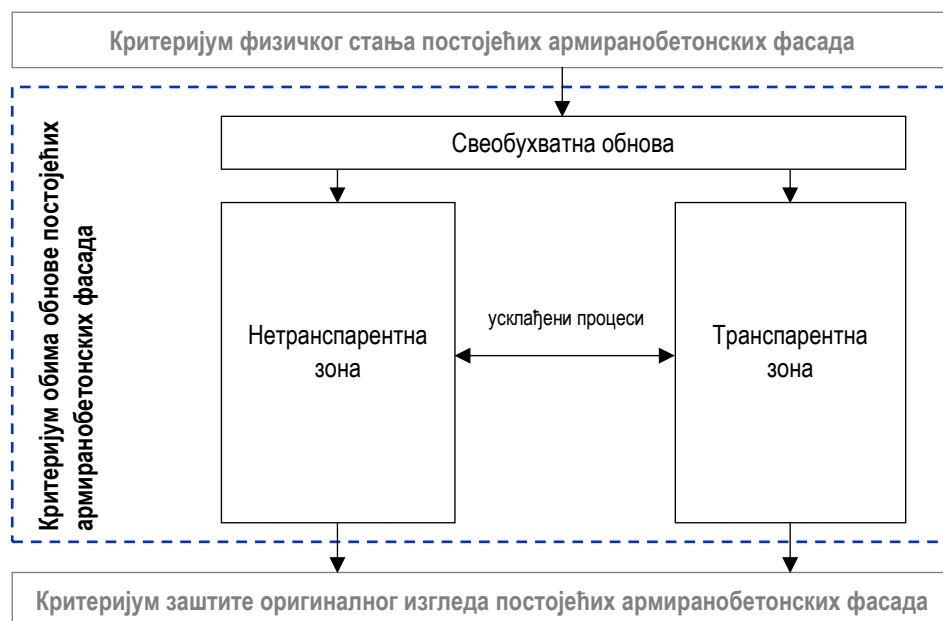 Критеријум физичког стања постојећих армиранобетонских фасада
Критеријум обима обнове постојећих
армиранобетонских фасада
Свеобухватна обнова
Нетранспарентна
зона
усклађени процеси
Транспарентна
зона
Критеријум заштите оригиналног изгледа постојећих армиранобетонских фасада